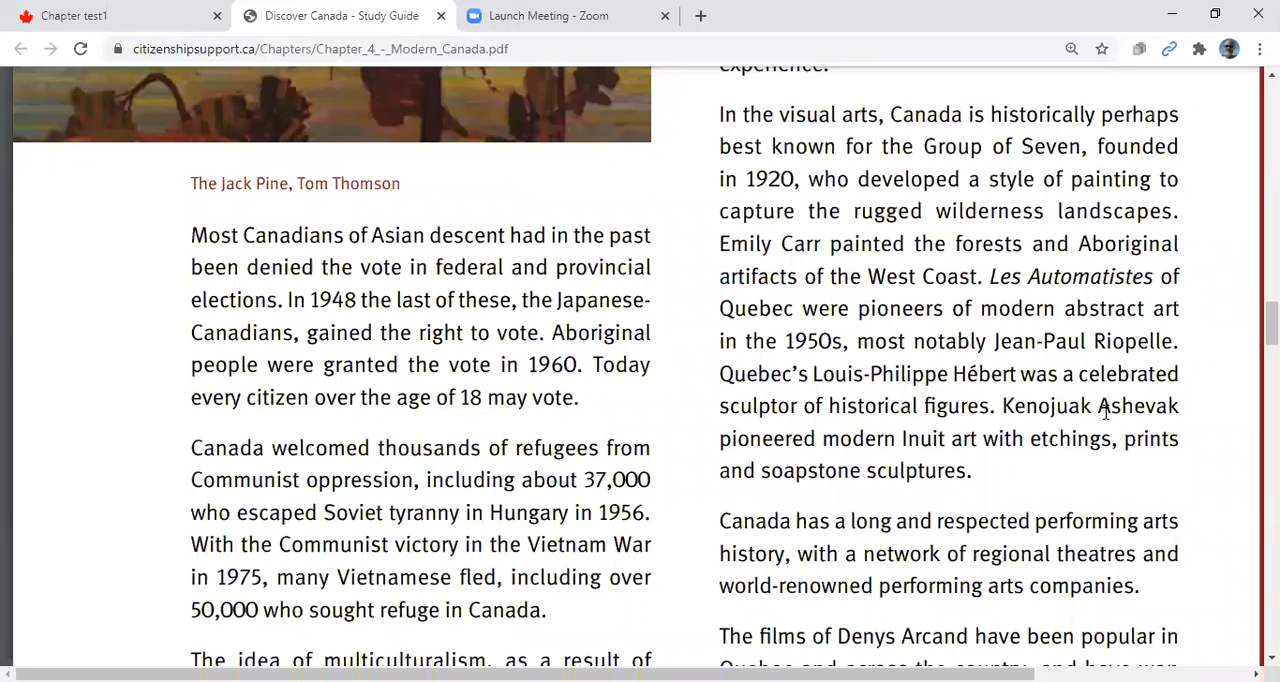 Chapter test1
Discover Canada - Study Guide
Launch Meeting - Zoom
citizenshipsupport.ca/Chapters/Chapter_4_-_Modern_Canada.pdf
The Jack Pine, Tom Thomson
Most Canadians of Asian descent had in the past
been denied the vote in federal and provincial
elections. In 1948 the last of these, the Japanese-
Canadians, gained the right to vote. Aboriginal
people were granted the vote in 1960. Today
every citizen over the age of 18 may vote.
Canada welcomed thousands of refugees from
Communist oppression, including about 37,000
who escaped Soviet tyranny in Hungary in 1956.
With the Communist victory in the Vietnam War
in 1975, many Vietnamese fled, including over
50,000 who sought refuge in Canada.
The idea of multiculturalism, as a result of
experience.
In the visual arts, Canada is historically perhaps
best known for the Group of Seven, founded
in 1920, who developed a style of painting to
capture the rugged wilderness landscapes.
Emily Carr painted the forests and Aboriginal
artifacts of the West Coast. Les Automatistes of
Quebec were pioneers of modern abstract art
in the 1950s, most notably Jean-Paul Riopelle.
Quebec's Louis-Philippe Hébert was a celebrated
sculptor of historical figures. Kenojuak Ashevak
pioneered modern Inuit art with etchings, prints
and soapstone sculptures.
Canada has a long and respected performing arts
history, with a network of regional theatres and
world-renowned performing arts companies.
The films of Denys Arcand have been popular in
Quebec and across the country, and have won